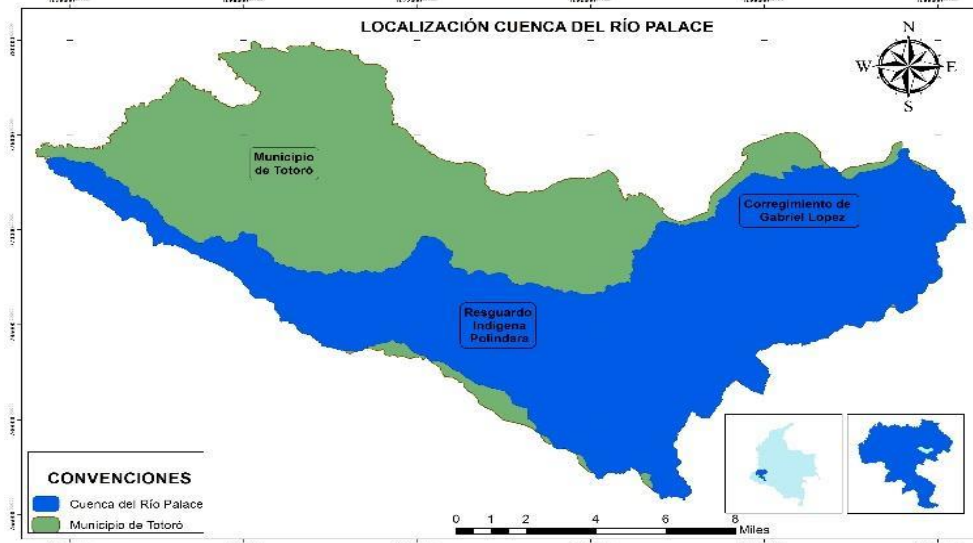 LOCALIZACIÓN CUENCA DEL RÍO PALACE
N
W E
S
Municipio
de Totoró
Corregimiento de
Gabriel Lopez
Resguardo
Indigena
Polindara
CONVENCIONES
Cuenca del Río Palace
Municipio de Totoró
0 1 2 4 6 8
Miles